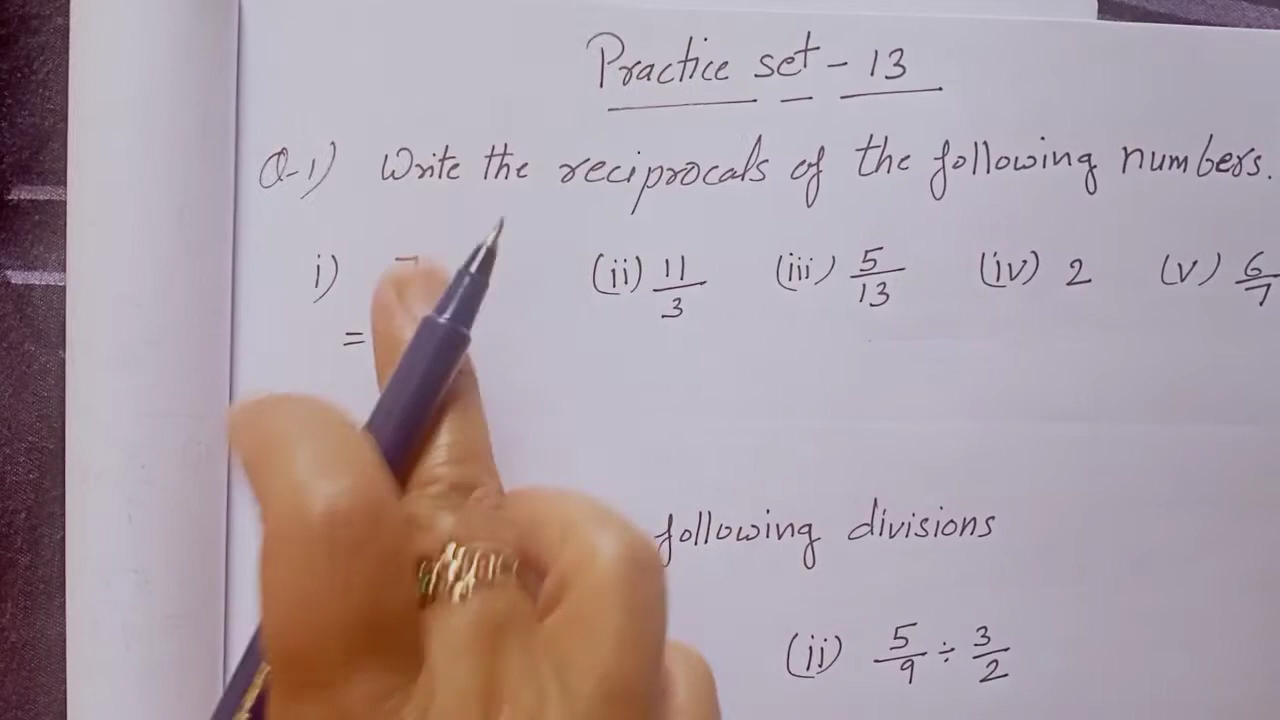 Practice set - 13
Q-1) Write the reciprocals of the following numbers.
i) (ii) 11/3 (iii) 5/13 (iv) 2 (v) 6/7
=
following divisions
(ii) 5/9 ÷ 3/2